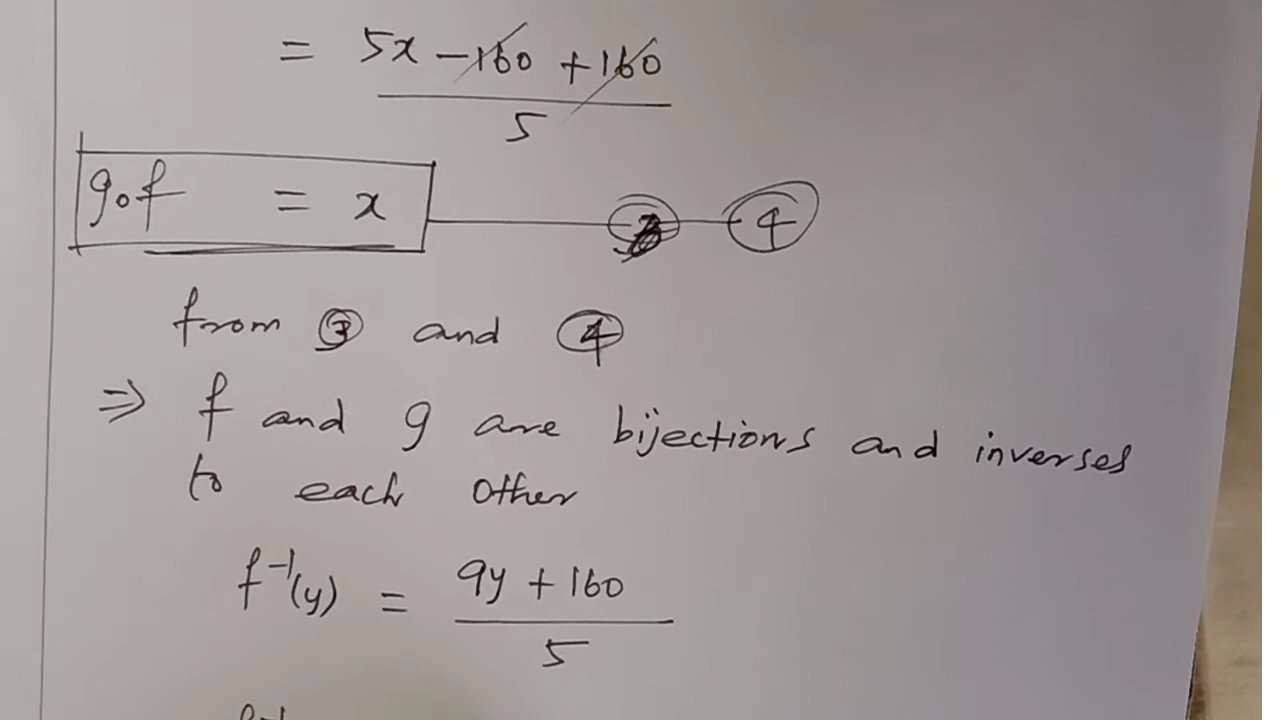 = 5x - 160 + 160
5
gof = x ④
from ③ and ④
⇒ f and g are bijections and inverses
to each other
f⁻¹(y) = 9y + 160
5